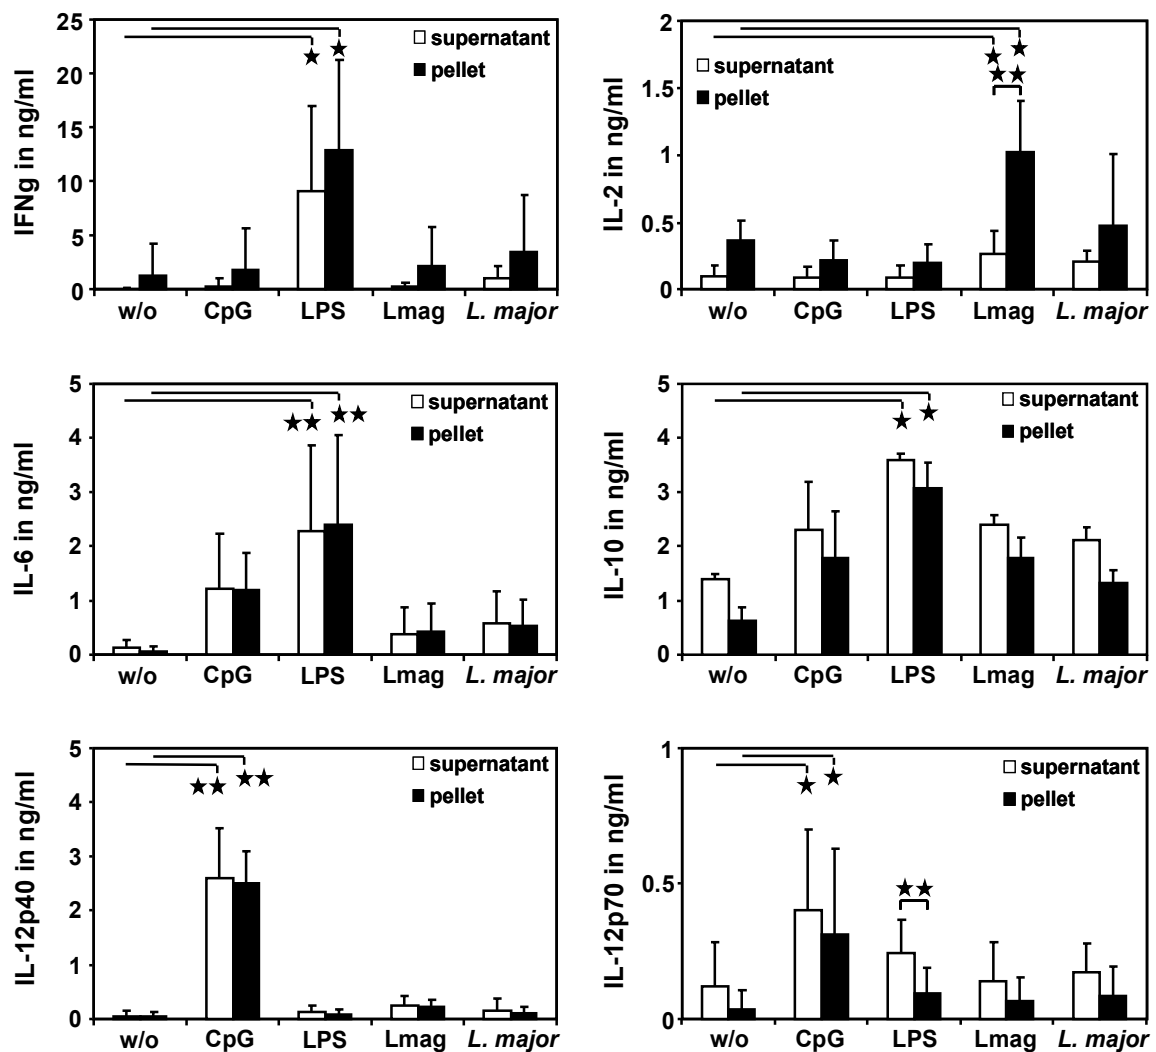 IFNg in ng/ml
25
20
15
10
5
0
supernatant
pellet
w/o CpG LPS Lmag L. major
IL-2 in ng/ml
2
1.5
1
0.5
0
supernatant
pellet
w/o CpG LPS Lmag L. major
IL-6 in ng/ml
5
4
3
2
1
0
supernatant
pellet
w/o CpG LPS Lmag L. major
IL-10 in ng/ml
5
4
3
2
1
0
supernatant
pellet
w/o CpG LPS Lmag L. major
IL-12p40 in ng/ml
5
4
3
2
1
0
supernatant
pellet
w/o CpG LPS Lmag L. major
IL-12p70 in ng/ml
1
0.5
0
supernatant
pellet
w/o CpG LPS Lmag L. major